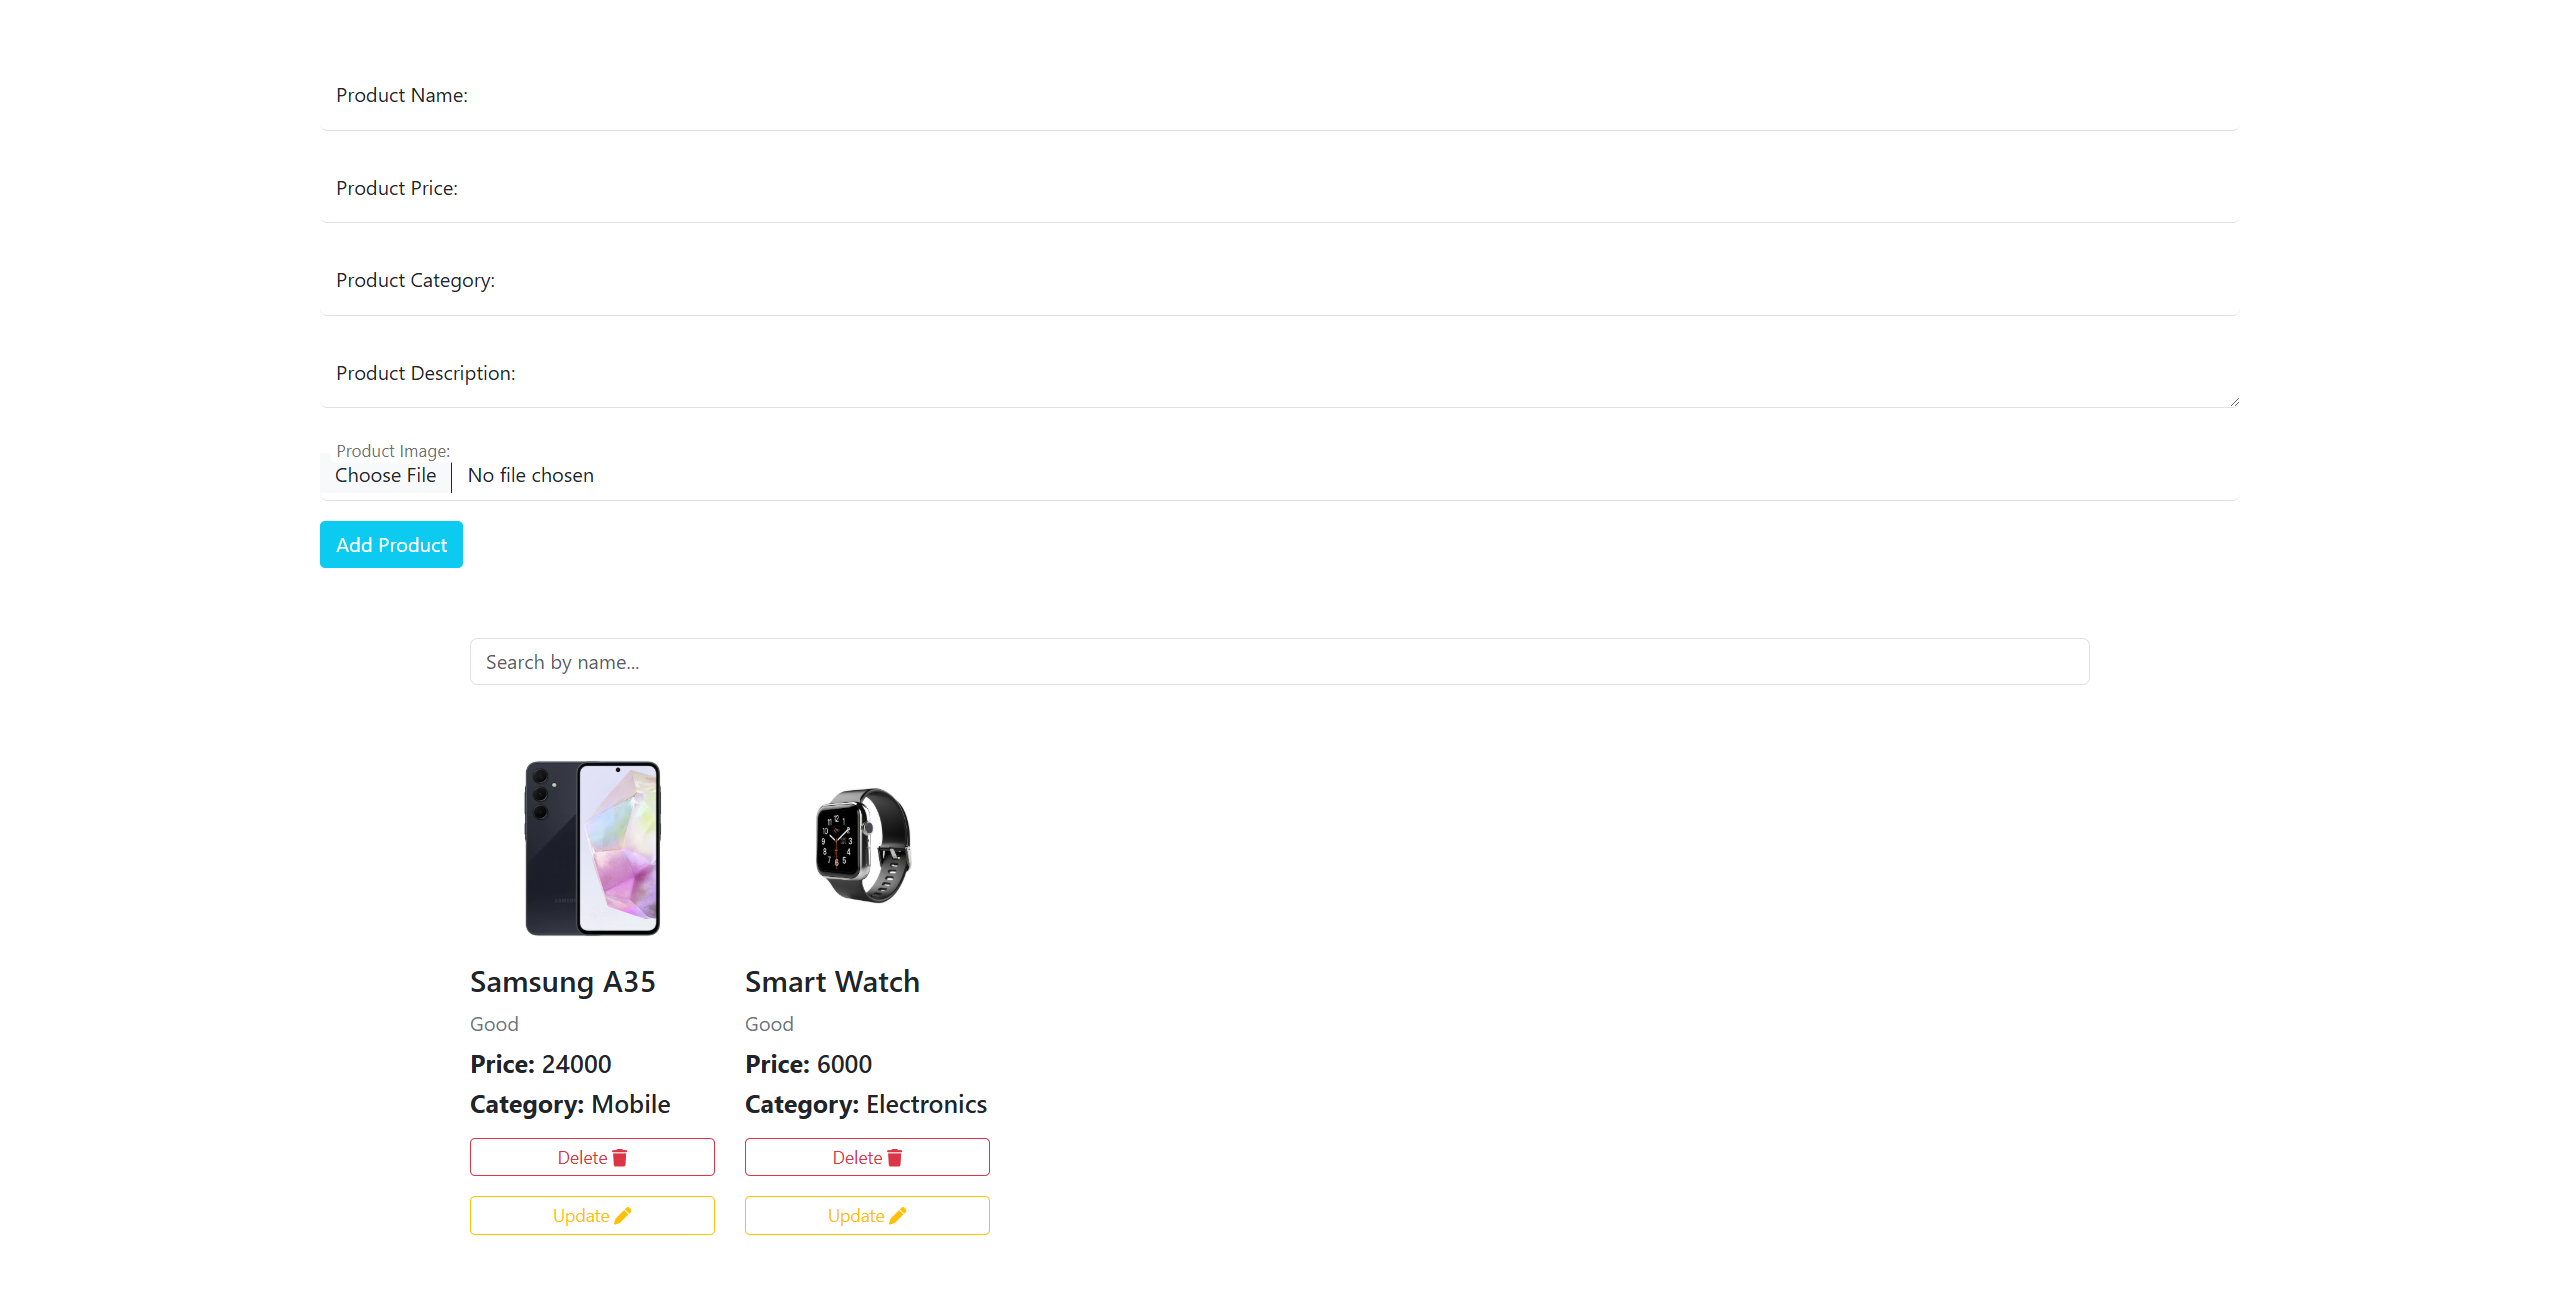 Product Name:
Product Price:
Product Category:
Product Description:
Product Image:
Choose File No file chosen
Add Product
Search by name...
Samsung A35
Good
Price: 24000
Category: Mobile
Delete
Update
Smart Watch
Good
Price: 6000
Category: Electronics
Delete
Update